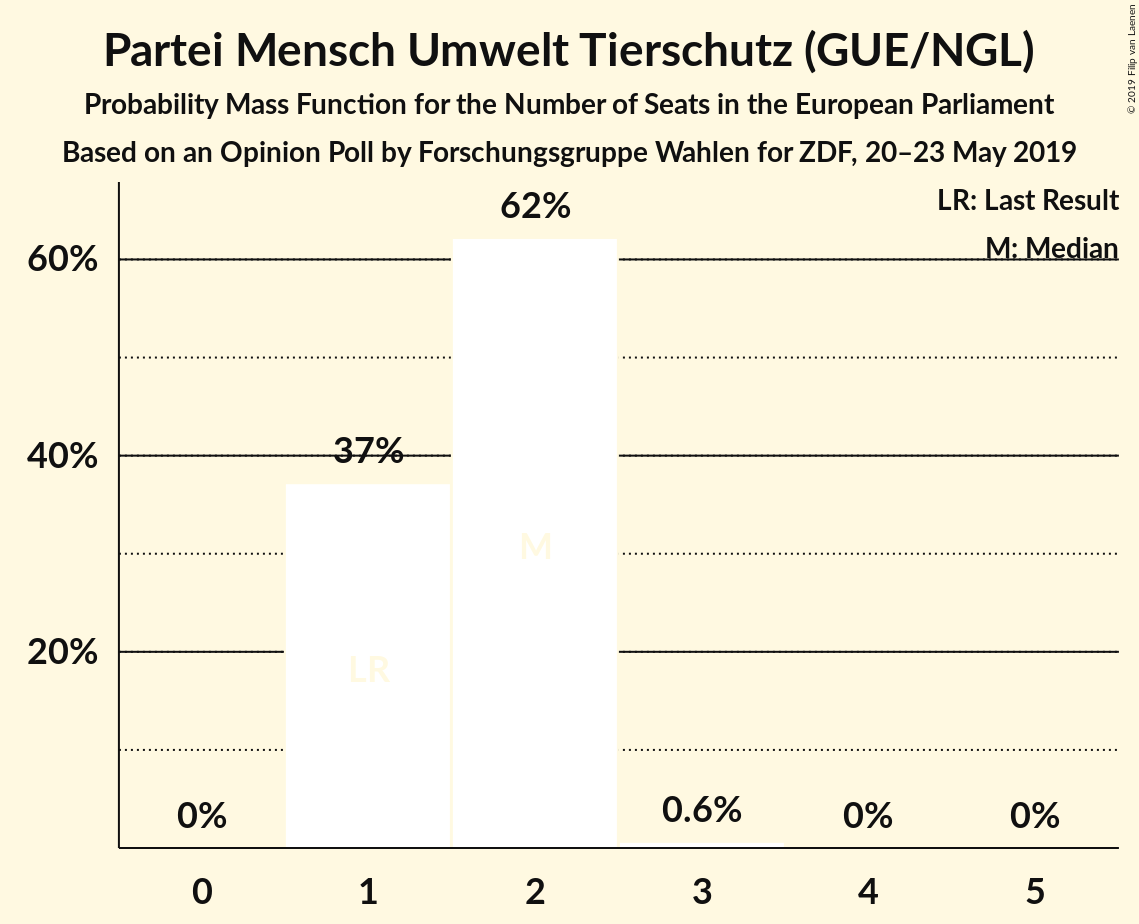 Partei Mensch Umwelt Tierschutz (GUE/NGL)
Probability Mass Function for the Number of Seats in the European Parliament
Based on an Opinion Poll by Forschungsgruppe Wahlen for ZDF, 20–23 May 2019
© 2019 Filip van Laenen
LR: Last Result
M: Median
60%
40%
20%
0%
37%
62%
0.6%
0%
0%
LR
M
0
1
2
3
4
5